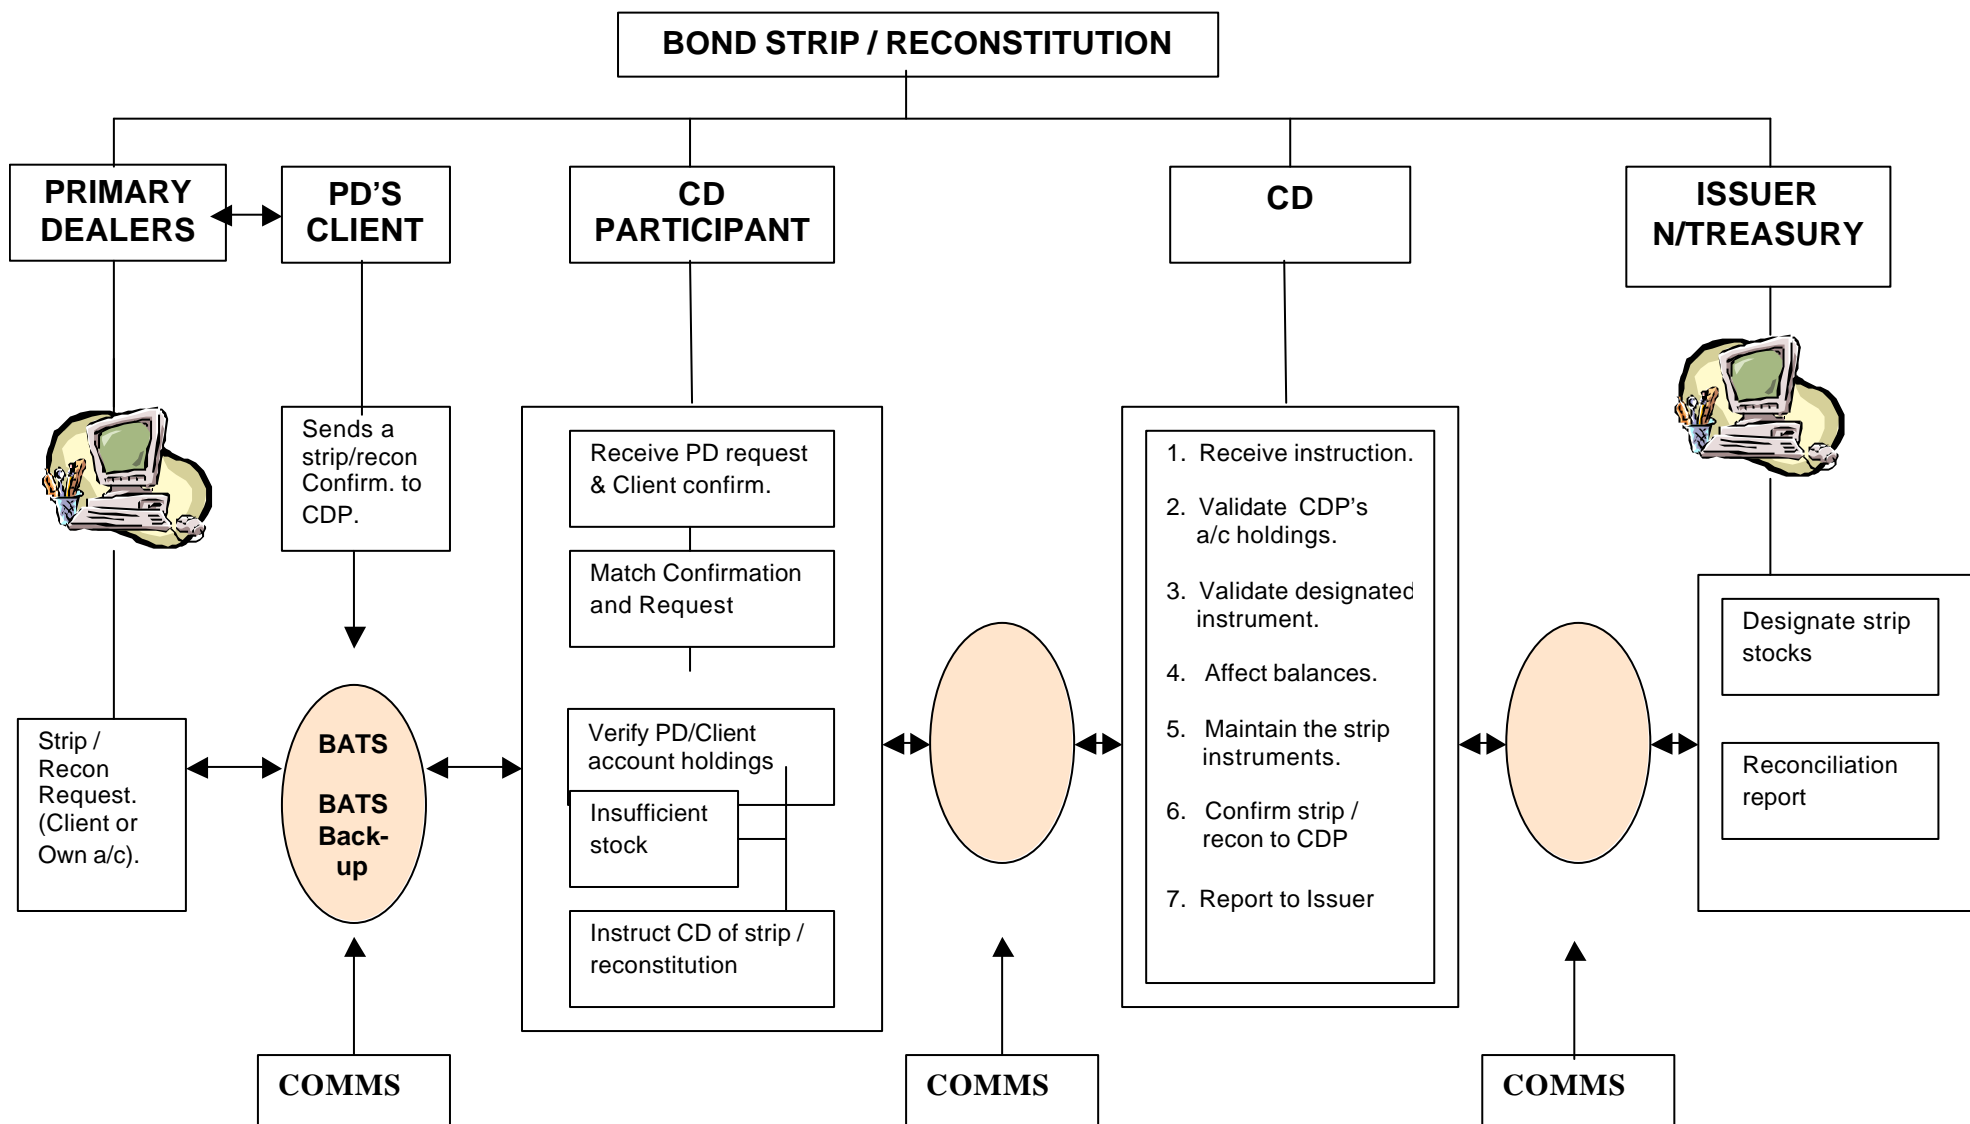 BOND STRIP / RECONSTITUTION
PRIMARY
DEALERS
PD'S
CLIENT
CD
PARTICIPANT
CD
ISSUER
N/TREASURY
Sends a
strip/recon
Confirm. to
CDP.
Strip /
Recon
Request.
(Client or
Own a/c).
BATS
BATS
Back-
up
Receive PD request
& Client confirm.
Match Confirmation
and Request
Verify PD/Client
account holdings
Insufficient
stock
Instruct CD of strip /
reconstitution
1. Receive instruction.
2. Validate CDP's
a/c holdings.
3. Validate designated
instrument.
4. Affect balances.
5. Maintain the strip
instruments.
6. Confirm strip /
recon to CDP
7. Report to Issuer
Designate strip
stocks
Reconciliation
report
COMMS
COMMS
COMMS